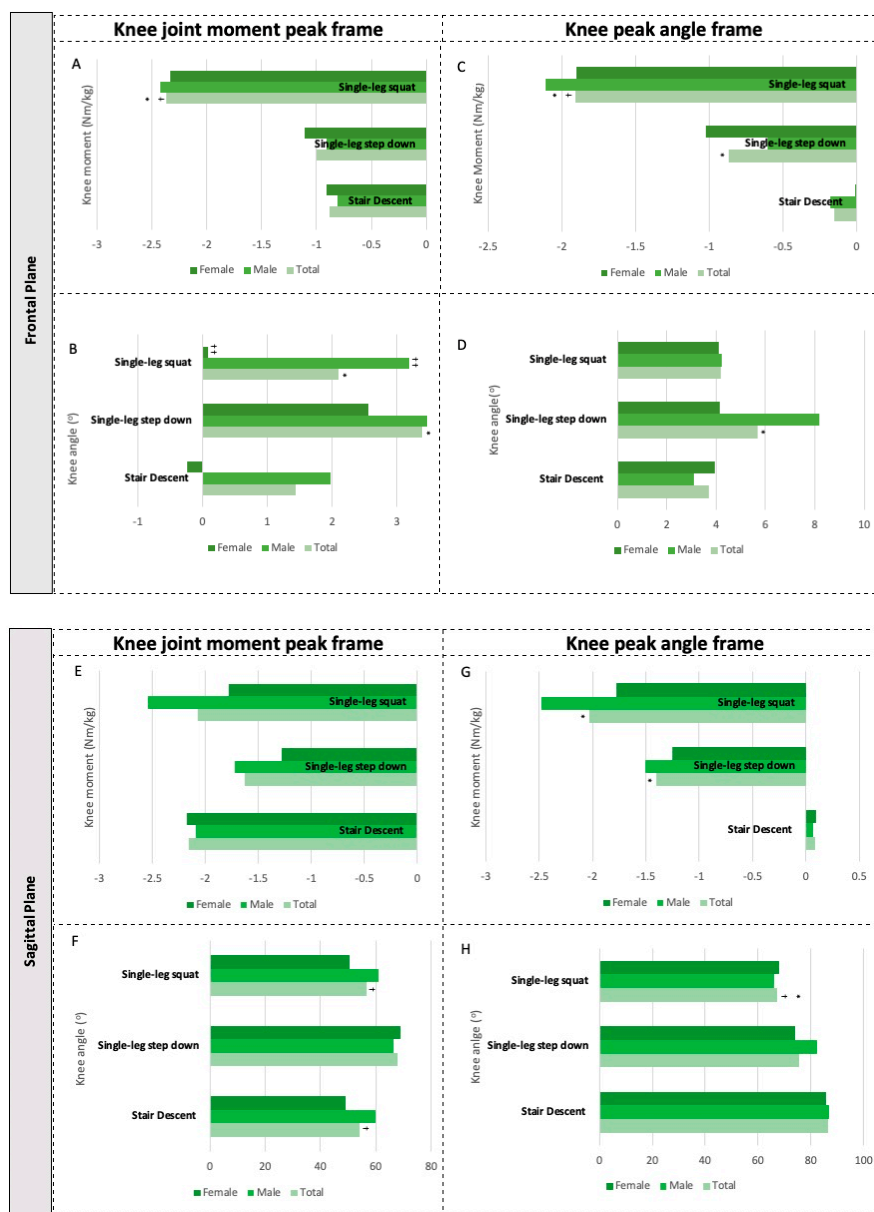 Frontal Plane
Knee joint moment peak frame
Knee peak angle frame
A
Knee moment (Nm/kg)
Single-leg squat
* +
Single-leg step down
Stair Descent
-3 -2.5 -2 -1.5 -1 -0.5 0
Female Male Total
C
Knee Moment (Nm/kg)
Single-leg squat
* +
Single-leg step down
*
Stair Descent
-2.5 -2 -1.5 -1 -0.5 0
Female Male Total
B
Knee angle (º)
Single-leg squat
*
Single-leg step down
*
Stair Descent
-1 0 1 2 3
Female Male Total
D
Knee angle(º)
Single-leg squat
Single-leg step down
*
Stair Descent
0 2 4 6 8 10
Female Male Total
Sagittal Plane
Knee joint moment peak frame
Knee peak angle frame
E
Knee moment (Nm/kg)
Single-leg squat
Single-leg step down
Stair Descent
-3 -2.5 -2 -1.5 -1 -0.5 0
Female Male Total
G
Knee moment (Nm/kg)
Single-leg squat
*
Single-leg step down
*
Stair Descent
-3 -2.5 -2 -1.5 -1 -0.5 0 0.5
Female Male Total
F
Knee angle (º)
Single-leg squat
+
Single-leg step down
Stair Descent
+
0 20 40 60 80
Female Male Total
H
Knee anlge (º)
Single-leg squat
+ *
Single-leg step down
Stair Descent
0 20 40 60 80 100
Female Male Total